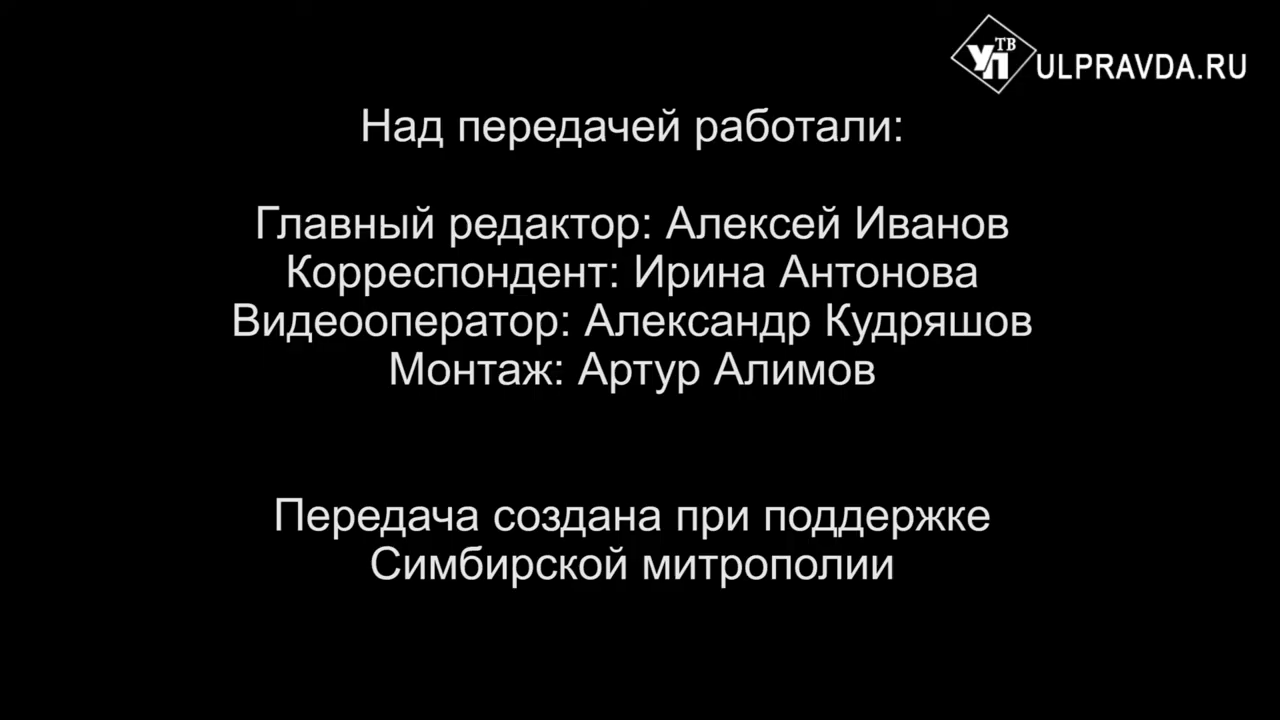 УП ТВ ULPRAVDA.RU
Над передачей работали:
Главный редактор: Алексей Иванов
Корреспондент: Ирина Антонова
Видеооператор: Александр Кудряшов
Монтаж: Артур Алимов
Передача создана при поддержке
Симбирской митрополии